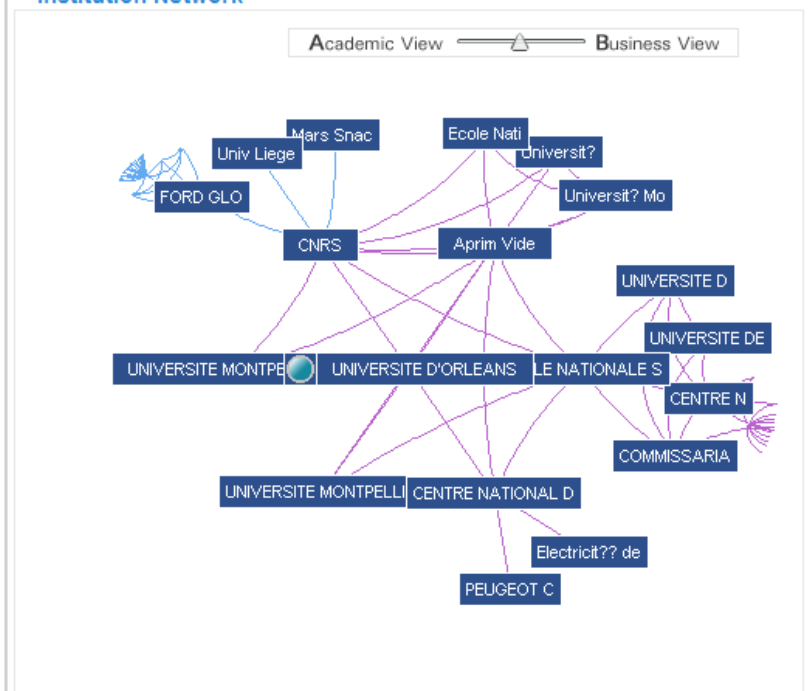 Institution Network
Academic View Business View
Mars Snac
Ecole Nati
Univ Liege
Universit?
FORD GLO
Universit? Mo
CNRS
Aprim Vide
UNIVERSITE D
UNIVERSITE DE
UNIVERSITE MONTPE
UNIVERSITE D'ORLEANS
LE NATIONALE S
CENTRE N
COMMISSARIA
UNIVERSITE MONTPELLI
CENTRE NATIONAL D
Electricit?? de
PEUGEOT C